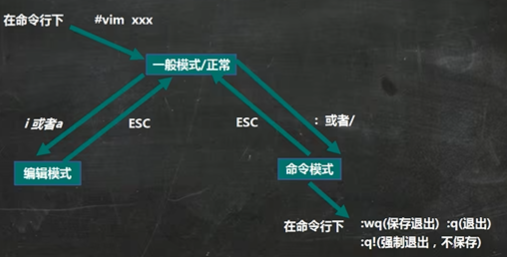 在命令行下 #vim xxx
一般模式/正常
i 或者a
ESC
ESC
: 或者/
编辑模式
命令模式
在命令行下
:wq(保存退出) :q(退出)
:q!(强制退出，不保存)